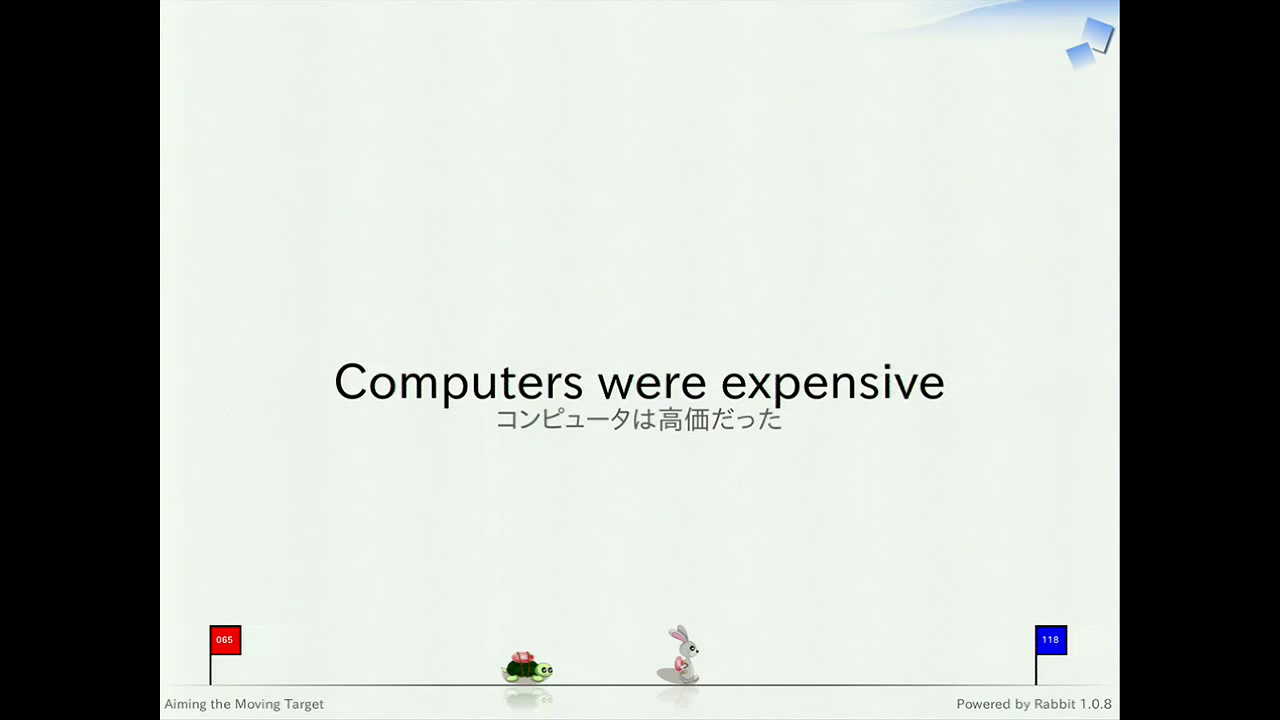 Computers were expensive
コンピュータは高価だった
065
118
Aiming the Moving Target
Powered by Rabbit 1.0.8